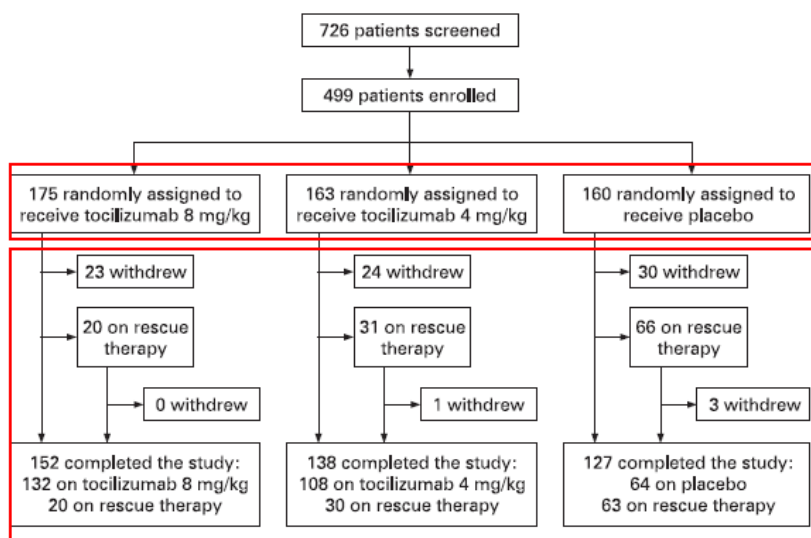 726 patients screened
499 patients enrolled
175 randomly assigned to
receive tocilizumab 8 mg/kg
163 randomly assigned to
receive tocilizumab 4 mg/kg
160 randomly assigned to
receive placebo
23 withdrew
24 withdrew
30 withdrew
20 on rescue
therapy
31 on rescue
therapy
66 on rescue
therapy
0 withdrew
1 withdrew
3 withdrew
152 completed the study:
132 on tocilizumab 8 mg/kg
20 on rescue therapy
138 completed the study:
108 on tocilizumab 4 mg/kg
30 on rescue therapy
127 completed the study:
64 on placebo
63 on rescue therapy